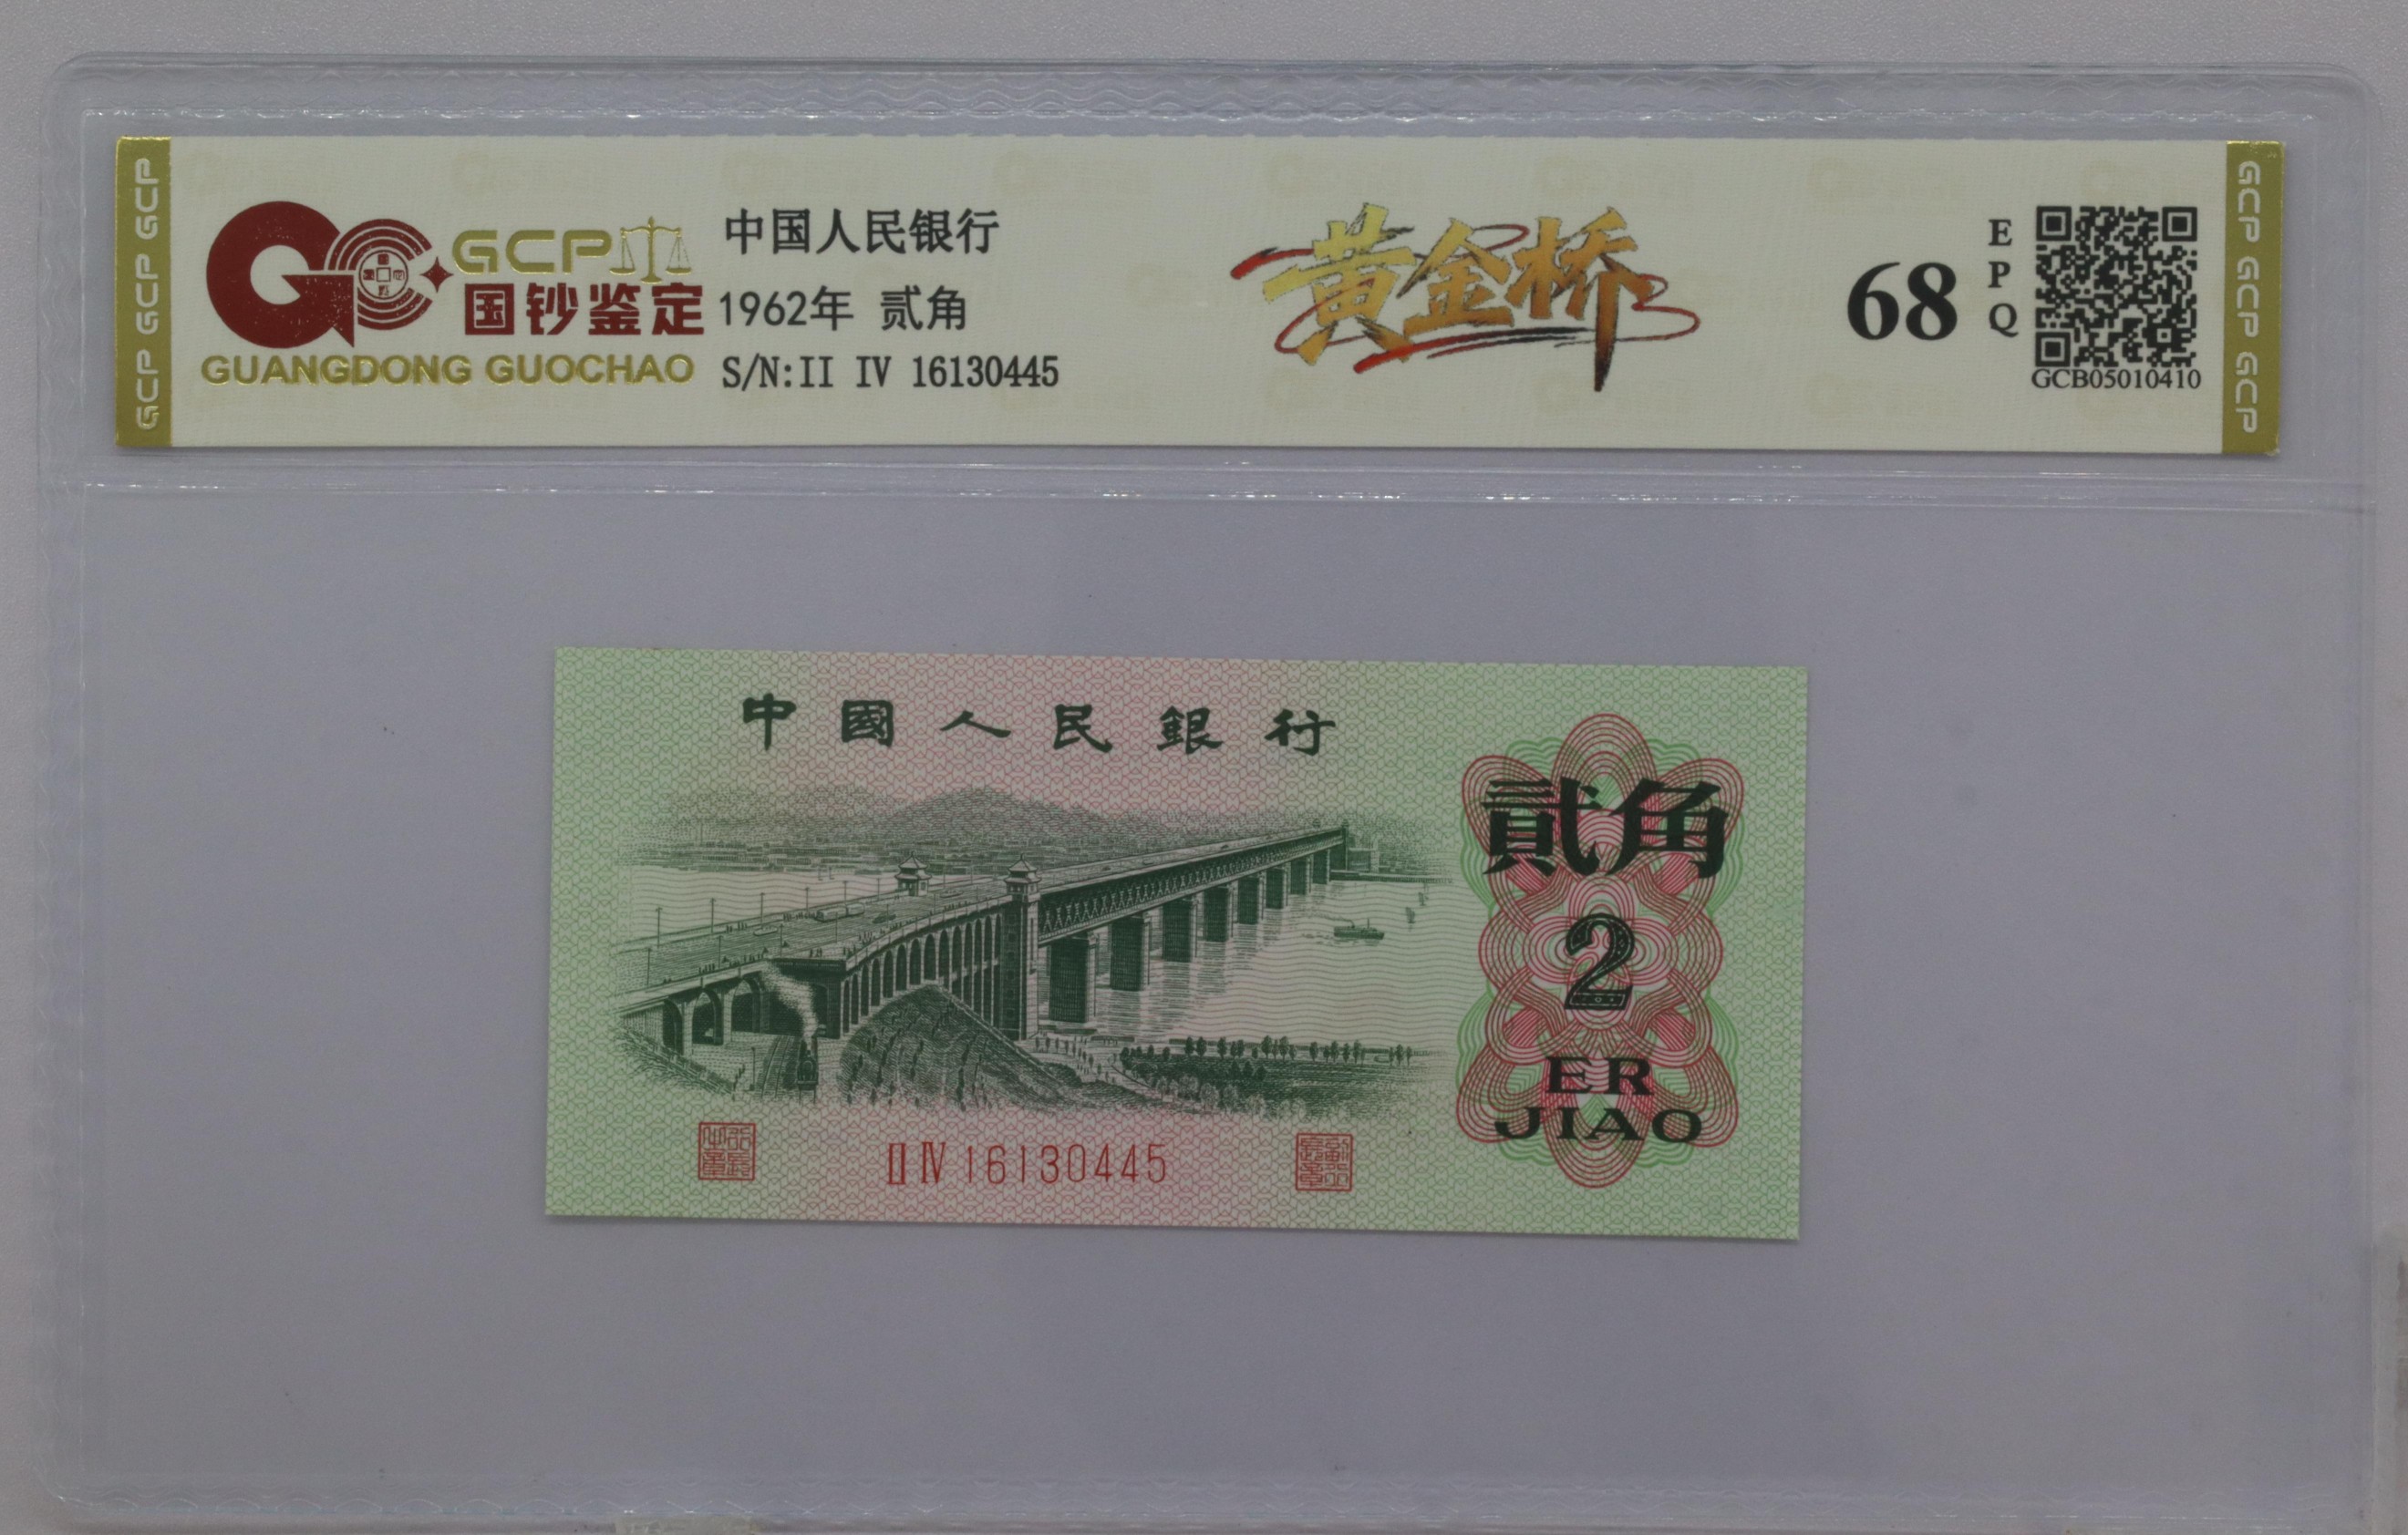 GCP GCP GCP
GCP
国钞鉴定
GUANGDONG GUOCHAO
中国人民银行
1962年 贰角
S/N:II IV 16130445
黄金桥
68
EPQ
GCB05010410
GCP GCP GCP
中國人民銀行
貳角
2
ER
JIAO
II IV 16130445